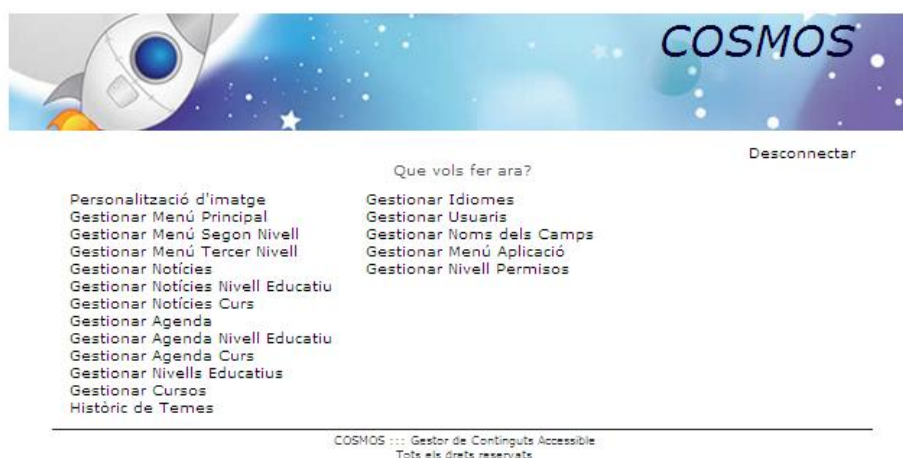 COSMOS
Desconnectar
Que vols fer ara?
Personalització d'imatge
Gestionar Menú Principal
Gestionar Menú Segon Nivell
Gestionar Menú Tercer Nivell
Gestionar Notícies
Gestionar Notícies Nivell Educatiu
Gestionar Notícies Curs
Gestionar Agenda
Gestionar Agenda Nivell Educatiu
Gestionar Agenda Curs
Gestionar Nivells Educatius
Gestionar Cursos
Històric de Temes
Gestionar Idiomes
Gestionar Usuaris
Gestionar Noms dels Camps
Gestionar Menú Aplicació
Gestionar Nivell Permisos
COSMOS ::: Gestor de Continguts Accessible
Tots els drets reservats